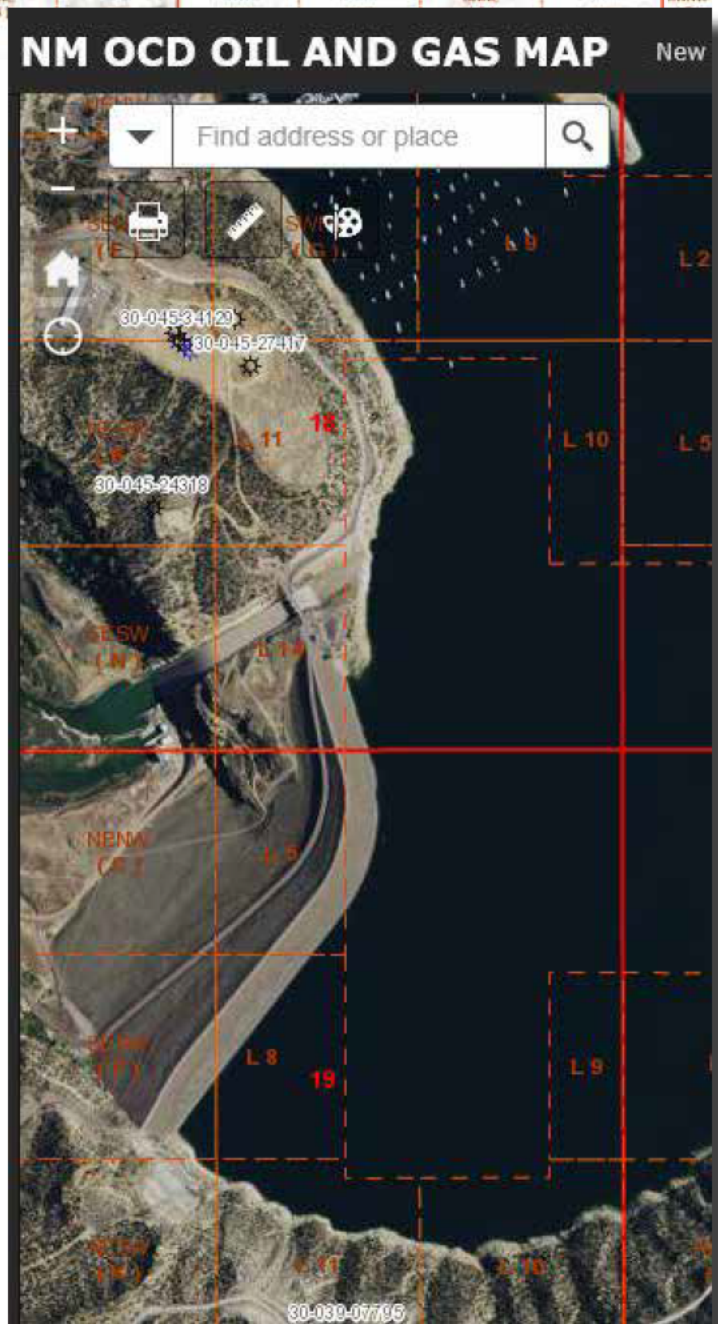 NM OCD OIL AND GAS MAP New
+
Find address or place
−
L 9
L 2
30-045-34129
30-045-27417
18
L 11
L 10
L 5
30-045-24318
SESW
( N )
L 14
NENW
( C )
L 5
L 8
19
L 9
L 11
L 10
30-039-07795